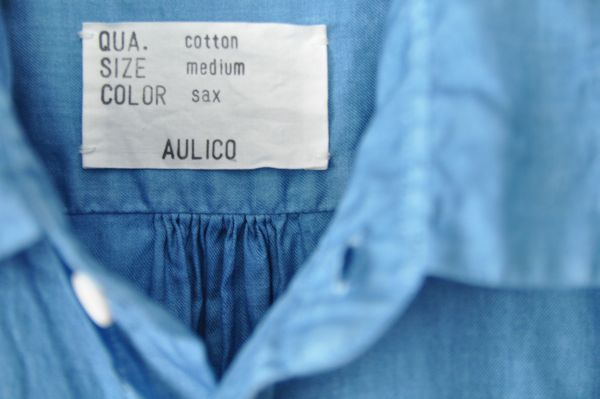 QUA. cotton
SIZE medium
COLOR sax
AULICO